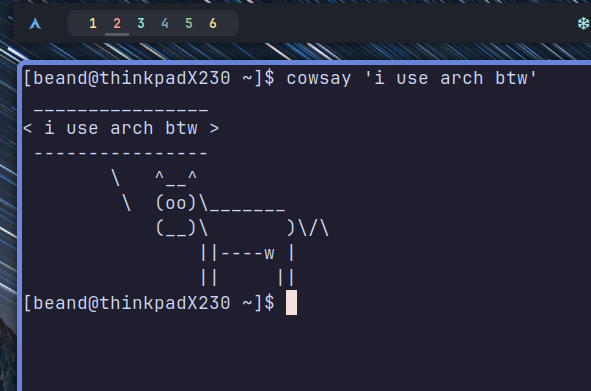 1 2 3 4 5 6
[beand@thinkpadX230 ~]$ cowsay 'i use arch btw'
 ________________
< i use arch btw >
 ----------------
        \   ^__^
         \  (oo)\_______
            (__)\       )\/\
                ||----w |
                ||     ||
[beand@thinkpadX230 ~]$